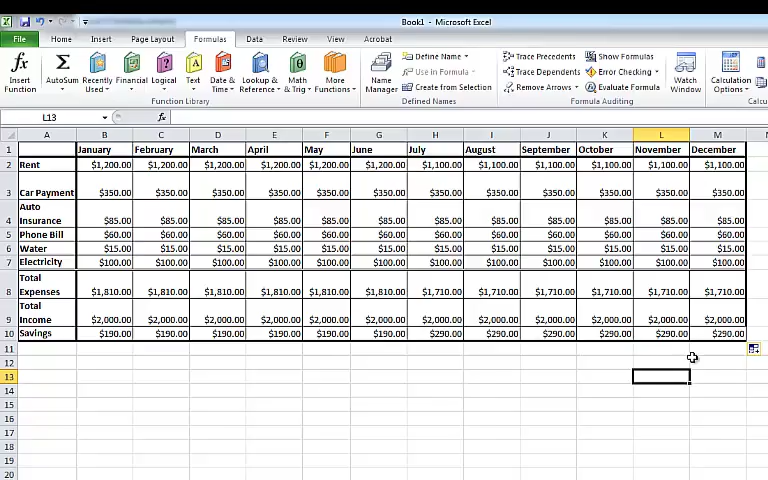 Book1 - Microsoft Excel
File Home Insert Page Layout Formulas Data Review View Acrobat
fx Σ
Insert Function AutoSum Recently Used Financial Logical Text Date & Time Lookup & Reference Math & Trig More Functions
Function Library
Name Manager
Define Name
Use in Formula
Create from Selection
Defined Names
Trace Precedents Show Formulas
Trace Dependents Error Checking
Remove Arrows Evaluate Formula
Formula Auditing
Watch Window
Calculation Options
L13 fx
A B C D E F G H I J K L M
1 January February March April May June July August September October November December
2 Rent $1,200.00 $1,200.00 $1,200.00 $1,200.00 $1,200.00 $1,200.00 $1,100.00 $1,100.00 $1,100.00 $1,100.00 $1,100.00 $1,100.00
3 Car Payment $350.00 $350.00 $350.00 $350.00 $350.00 $350.00 $350.00 $350.00 $350.00 $350.00 $350.00 $350.00
Auto
4 Insurance $85.00 $85.00 $85.00 $85.00 $85.00 $85.00 $85.00 $85.00 $85.00 $85.00 $85.00 $85.00
5 Phone Bill $60.00 $60.00 $60.00 $60.00 $60.00 $60.00 $60.00 $60.00 $60.00 $60.00 $60.00 $60.00
6 Water $15.00 $15.00 $15.00 $15.00 $15.00 $15.00 $15.00 $15.00 $15.00 $15.00 $15.00 $15.00
7 Electricity $100.00 $100.00 $100.00 $100.00 $100.00 $100.00 $100.00 $100.00 $100.00 $100.00 $100.00 $100.00
Total
8 Expenses $1,810.00 $1,810.00 $1,810.00 $1,810.00 $1,810.00 $1,810.00 $1,710.00 $1,710.00 $1,710.00 $1,710.00 $1,710.00 $1,710.00
Total
9 Income $2,000.00 $2,000.00 $2,000.00 $2,000.00 $2,000.00 $2,000.00 $2,000.00 $2,000.00 $2,000.00 $2,000.00 $2,000.00 $2,000.00
10 Savings $190.00 $190.00 $190.00 $190.00 $190.00 $190.00 $290.00 $290.00 $290.00 $290.00 $290.00 $290.00
11
12
13
14
15
16
17
18
19
20